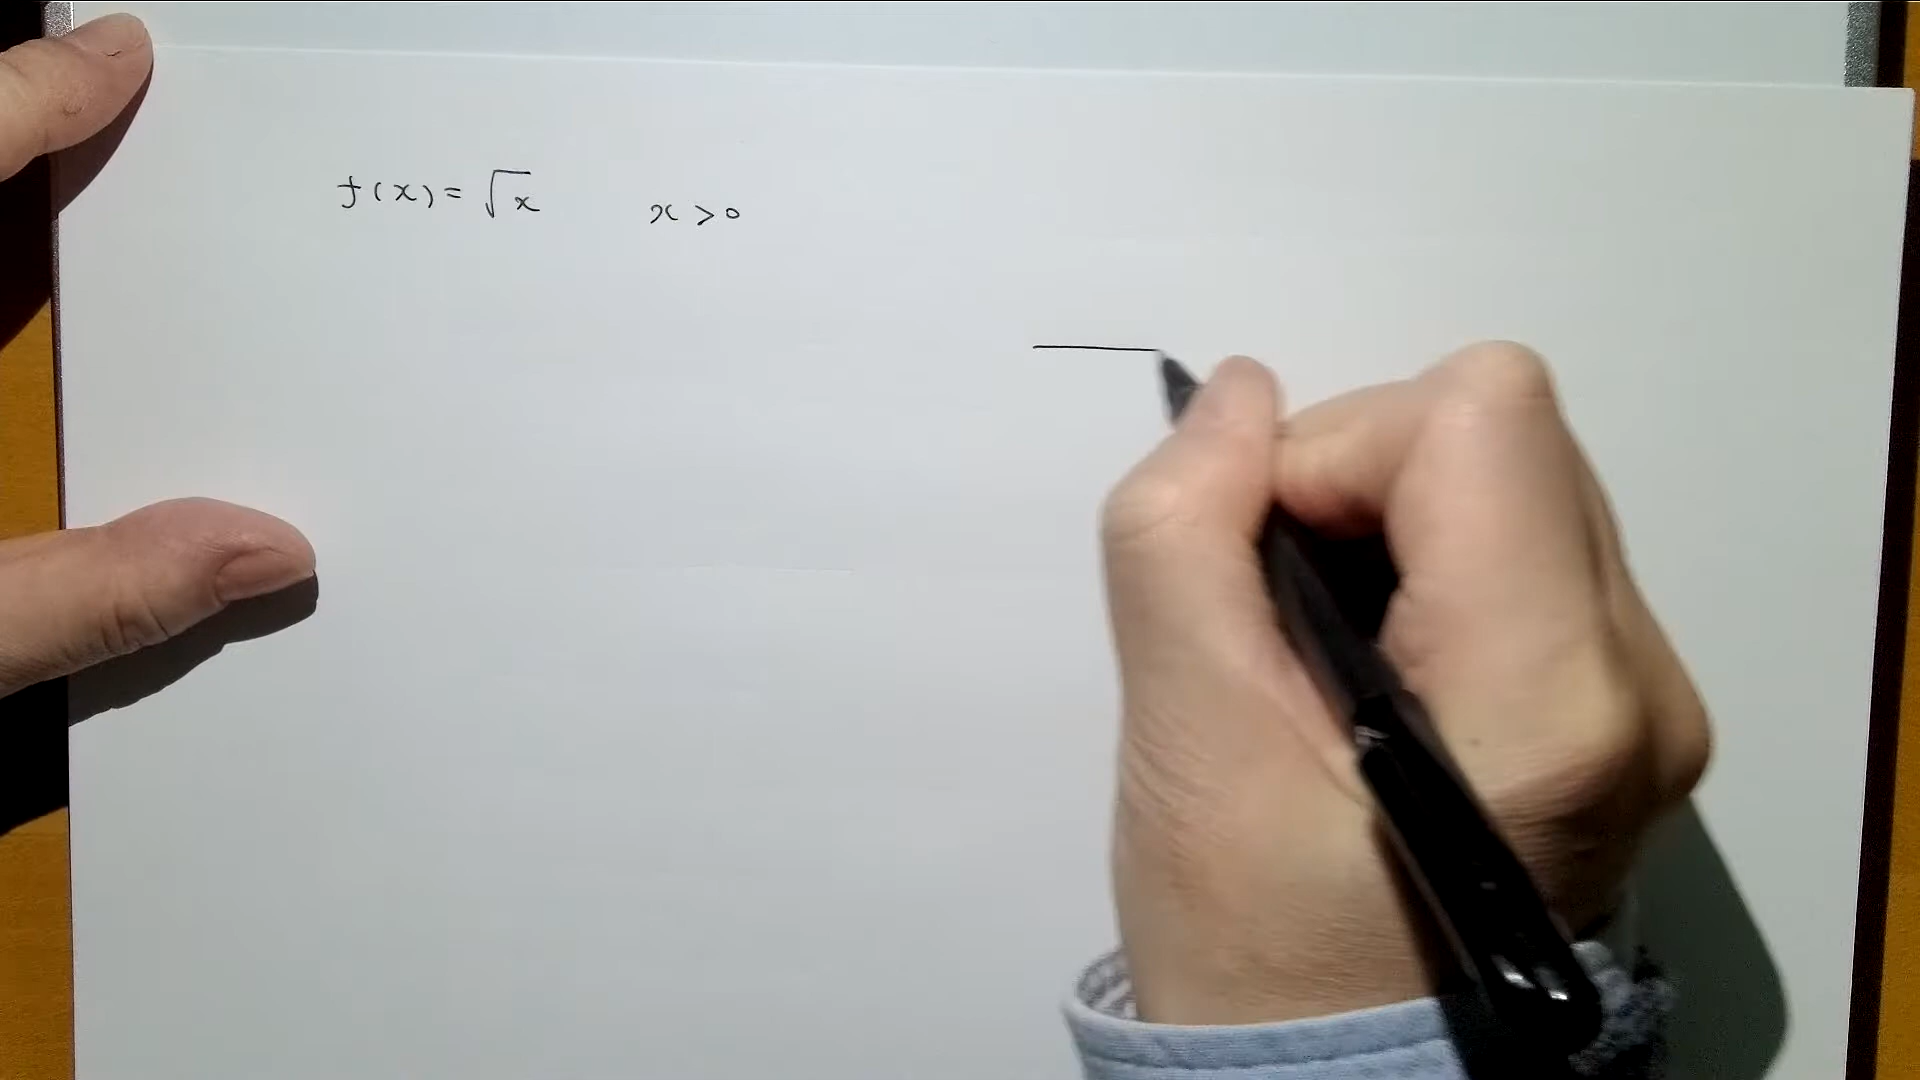 f(x) = √x x > 0